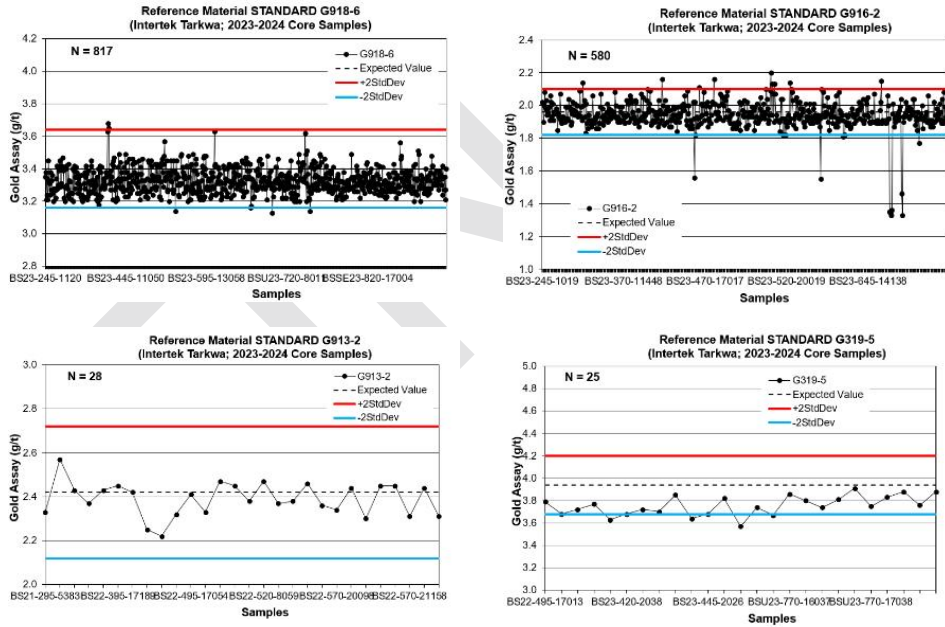 Reference Material STANDARD G918-6
(Intertek Tarkwa; 2023-2024 Core Samples)
4.2
4.0
3.8
3.6
3.4
3.2
3.0
2.8
Gold Assay (g/t)
N = 817
G918-6
Expected Value
+2StdDev
-2StdDev
BS23-245-1120
BS23-445-11050
BS23-595-13058
BSU23-720-8011
BSSE23-820-17004
Samples
Reference Material STANDARD G916-2
(Intertek Tarkwa; 2023-2024 Core Samples)
2.4
2.2
2.0
1.8
1.6
1.4
1.2
1.0
Gold Assay (g/t)
N = 580
G916-2
Expected Value
+2StdDev
-2StdDev
BS23-245-1019
BS23-370-11448
BS23-470-17017
BS23-520-20019
BS23-645-14138
Samples
Reference Material STANDARD G913-2
(Intertek Tarkwa; 2023-2024 Core Samples)
3.0
2.8
2.6
2.4
2.2
2.0
Gold Assay (g/t)
N = 28
G913-2
Expected Value
+2StdDev
-2StdDev
BS21-295-5383
BS22-395-17189
BS22-495-17054
BS22-520-8059
BS22-570-20098
BS22-570-21158
Samples
Reference Material STANDARD G319-5
(Intertek Tarkwa; 2023-2024 Core Samples)
5.0
4.8
4.6
4.4
4.2
4.0
3.8
3.6
3.4
3.2
3.0
Gold Assay (g/t)
N = 25
G319-5
Expected Value
+2StdDev
-2StdDev
BS22-495-17013
BS23-420-2038
BS23-445-2026
BSU23-770-16037
BSU23-770-17038
Samples